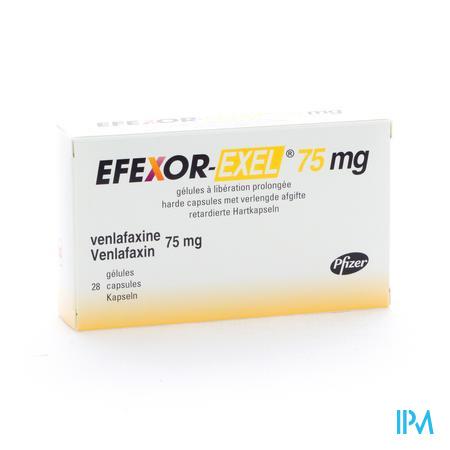 EFEXOR-EXEL® 75 mg
gélules à libération prolongée
harde capsules met verlengde afgifte
retardierte Hartkapseln
venlafaxine
Venlafaxin 75 mg
gélules
28 capsules
Kapseln
Pfizer
IPM